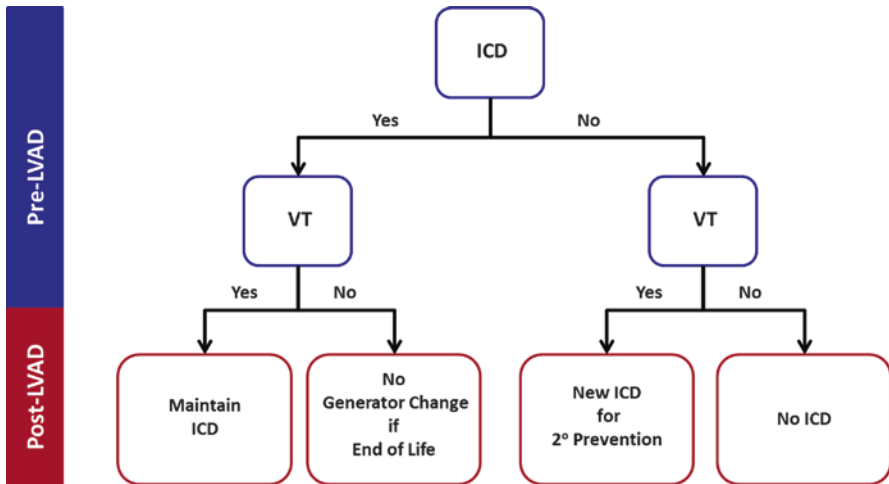 Pre-LVAD
Post-LVAD
ICD
Yes
No
VT
VT
Yes
No
Yes
No
Maintain
ICD
No
Generator Change
if
End of Life
New ICD
for
2º Prevention
No ICD